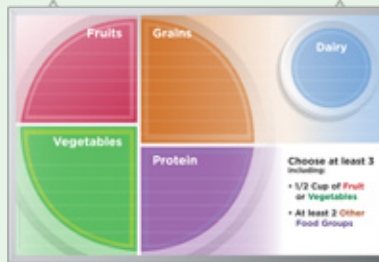 Fruits
Grains
Dairy
Vegetables
Protein
Choose at least 3
including:
• 1/2 Cup of Fruit
or Vegetables
• At least 2 Other
Food Groups